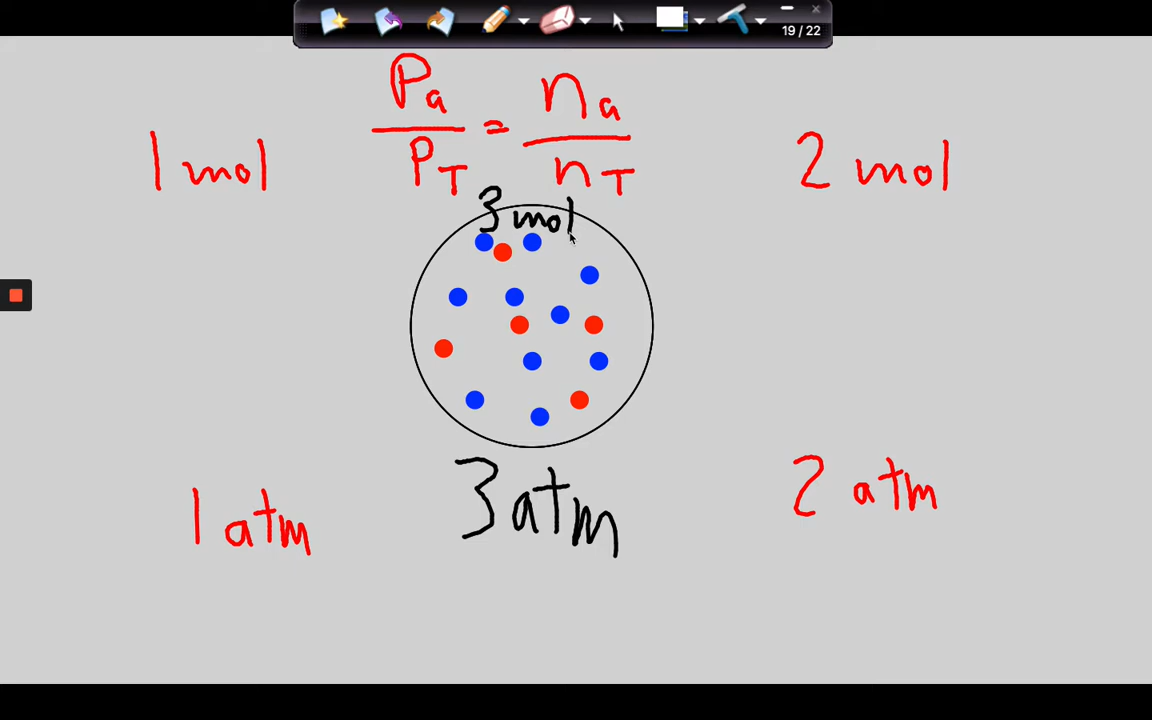 19 / 22
Pa / PT = na / nT
1 mol
2 mol
3 mol
1 atm
3 atm
2 atm